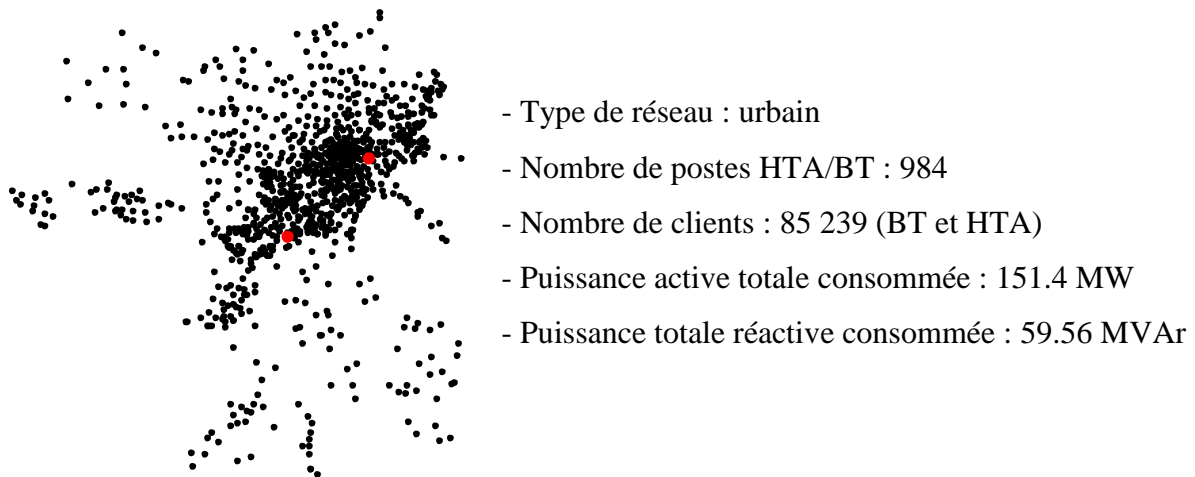 - Type de réseau : urbain
- Nombre de postes HTA/BT : 984
- Nombre de clients : 85 239 (BT et HTA)
- Puissance active totale consommée : 151.4 MW
- Puissance totale réactive consommée : 59.56 MVAr